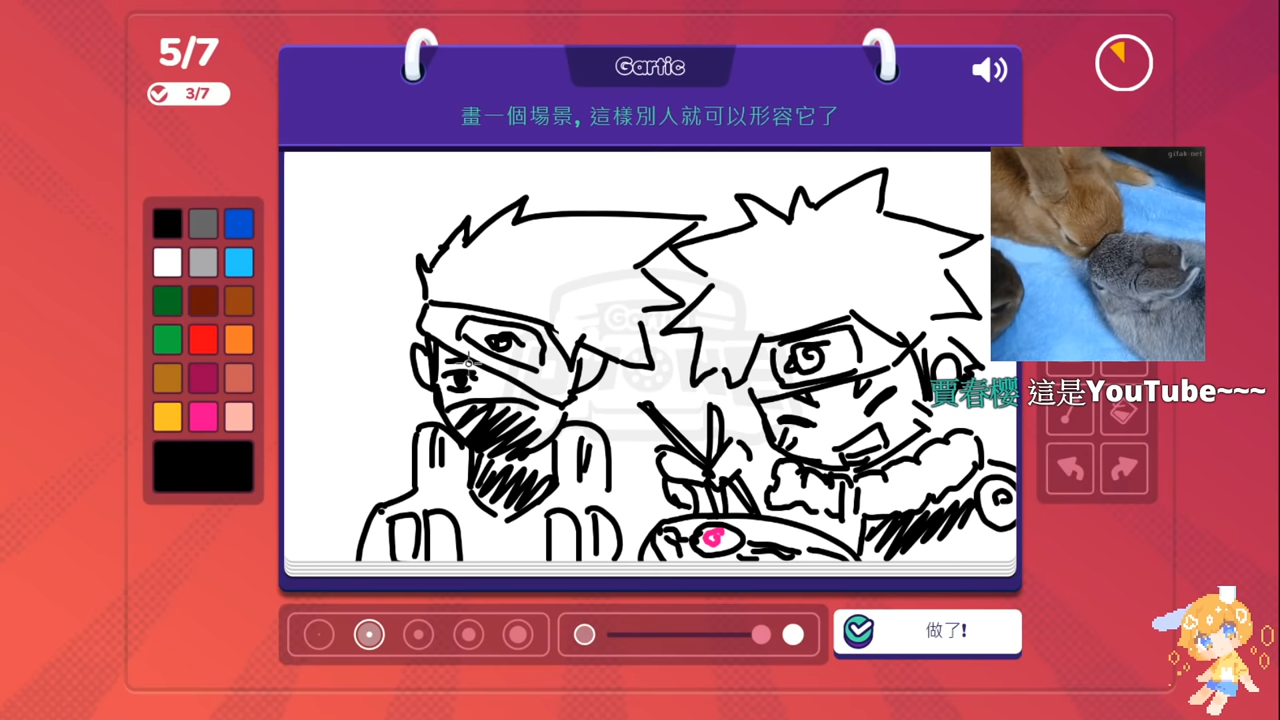 5/7
3/7
Gartic
畫一個場景, 這樣別人就可以形容它了
gifak-net
賈春櫻 這是YouTube~~~
做了!